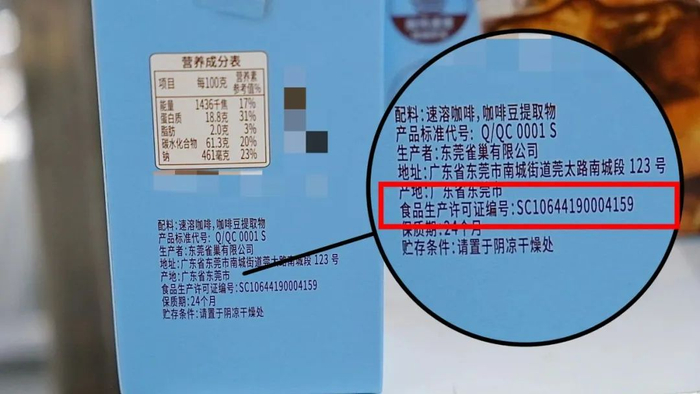 营养成分表
项目 每100克 营养素参考值%
能量 1436千焦 17%
蛋白质 18.8克 31%
脂肪 2.0克 3%
碳水化合物 61.3克 20%
钠 461毫克 23%
配料:速溶咖啡,咖啡豆提取物
产品标准代号: Q/QC 0001 S
生产者:东莞雀巢有限公司
地址:广东省东莞市南城街道莞太路南城段 123 号
产地:广东省东莞市
食品生产许可证编号:SC10644190004159
保质期:24个月
贮存条件:请置于阴凉干燥处
配料:速溶咖啡,咖啡豆提取物
产品标准代号: Q/QC 0001 S
生产者:东莞雀巢有限公司
地址:广东省东莞市南城街道莞太路南城段 123 号
产地:广东省东莞市
食品生产许可证编号:SC10644190004159
保质期:24个月
贮存条件:请置于阴凉干燥处